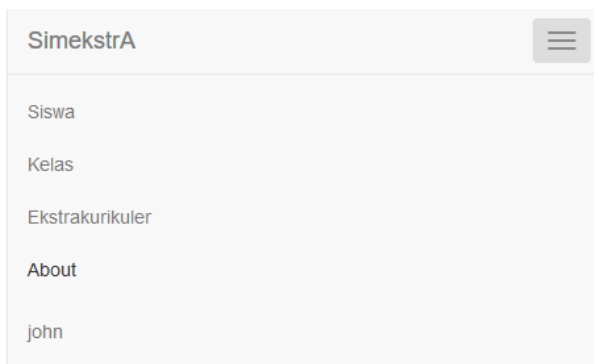 SimekstrA
Siswa
Kelas
Ekstrakurikuler
About
john